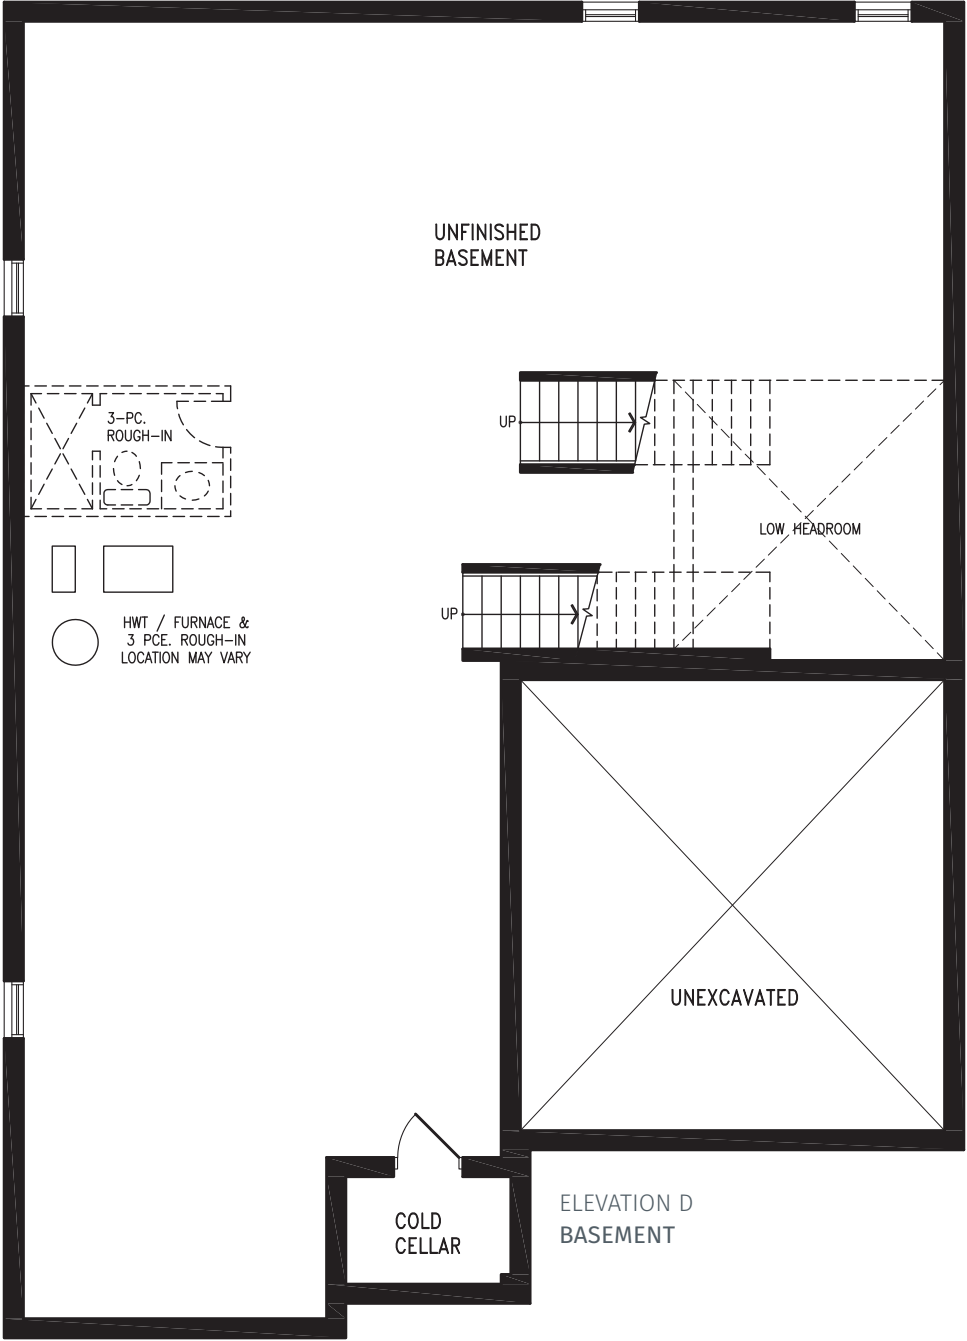 UNFINISHED
BASEMENT
3-PC.
ROUGH-IN
UP
LOW HEADROOM
UP
HWT / FURNACE &
3 PCE. ROUGH-IN
LOCATION MAY VARY
UNEXCAVATED
COLD
CELLAR
ELEVATION D
BASEMENT